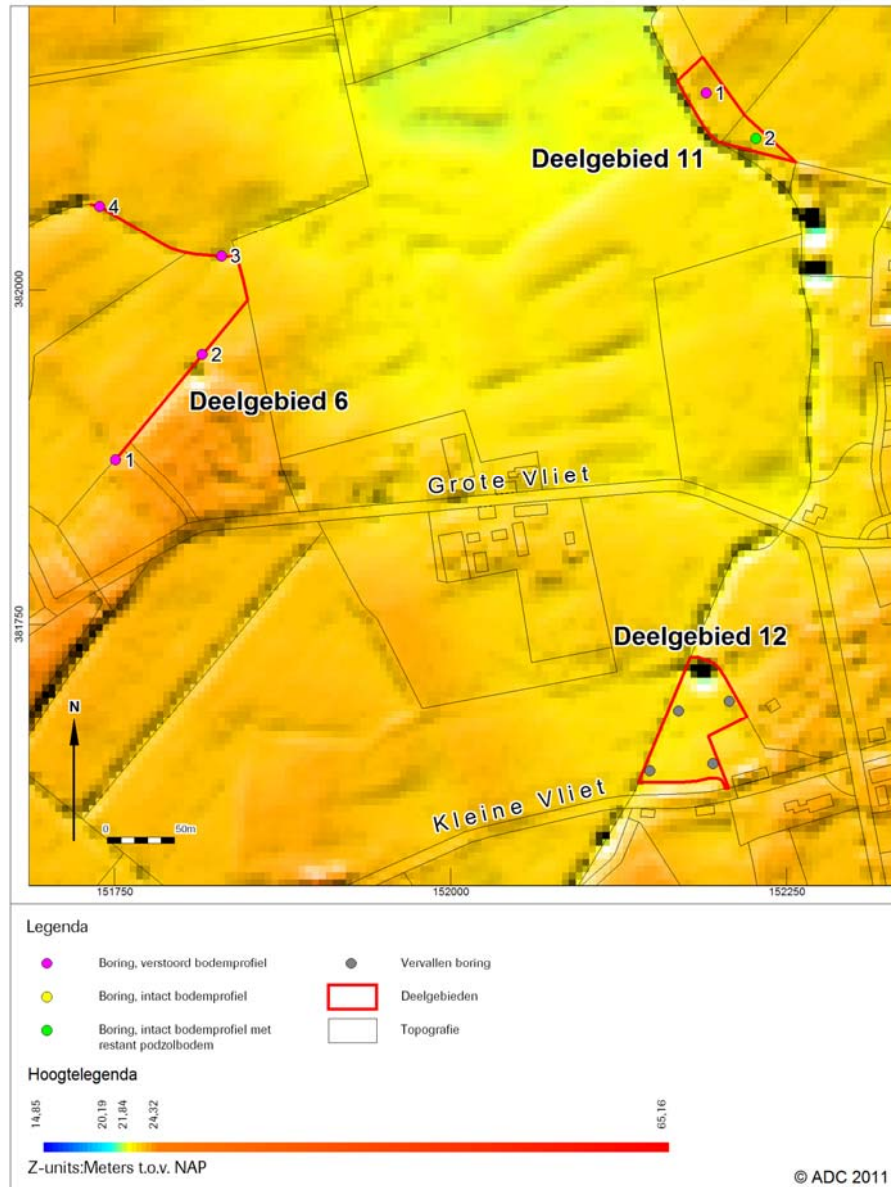 1
2
Deelgebied 11
4
3
382000
2
Deelgebied 6
1
Grote Vliet
381750
Deelgebied 12
N
Kleine Vliet
0 50m
151750 152000 152250
Legenda
Boring, verstoord bodemprofiel
Vervallen boring
Boring, intact bodemprofiel
Deelgebieden
Boring, intact bodemprofiel met
restant podzolbodem
Topografie
Hoogtelegenda
14,85 20,19 21,84 24,32 65,16
Z-units:Meters t.o.v. NAP
© ADC 2011